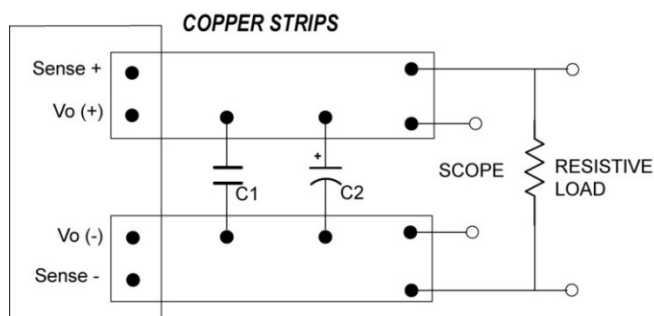 COPPER STRIPS
Sense +
Vo (+)
+
C1
C2
SCOPE
RESISTIVE
LOAD
Vo (-)
Sense -